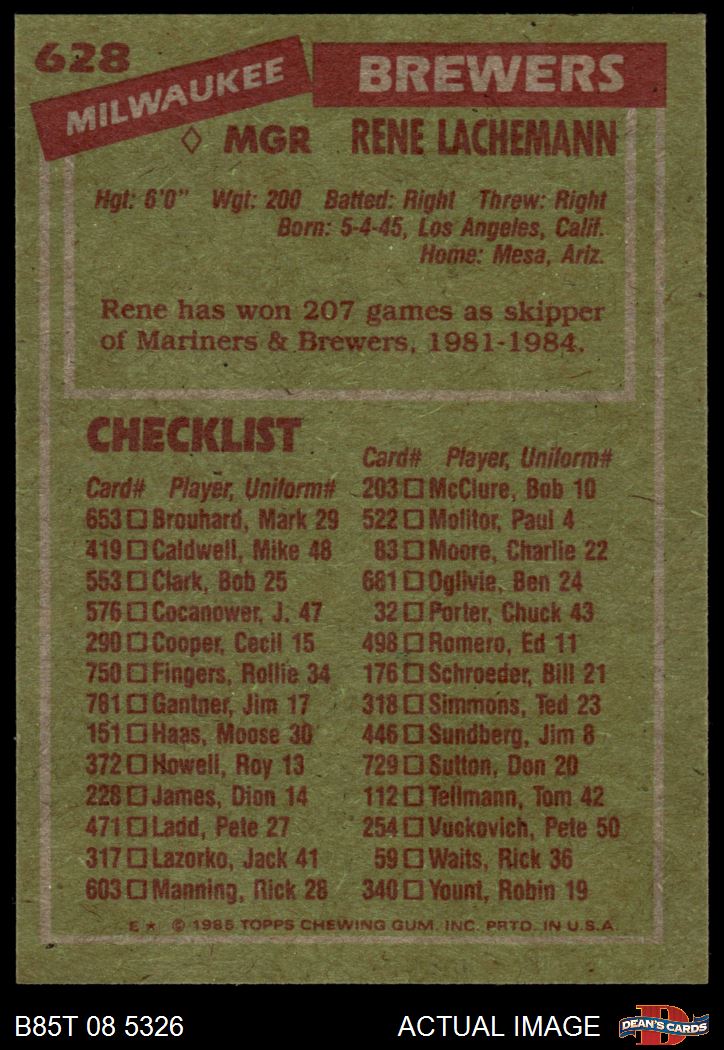 628
MILWAUKEE BREWERS
◊ MGR RENE LACHEMANN
Hgt: 6'0" Wgt: 200 Batted: Right Threw: Right
Born: 5-4-45, Los Angeles, Calif.
Home: Mesa, Ariz.
Rene has won 207 games as skipper
of Mariners & Brewers, 1981-1984.
CHECKLIST
Card# Player, Uniform#
653 Brouhard, Mark 29
419 Caldwell, Mike 48
553 Clark, Bob 25
576 Cocanower, J. 47
290 Cooper, Cecil 15
750 Fingers, Rollie 34
781 Gantner, Jim 17
151 Haas, Moose 30
372 Howell, Roy 13
228 James, Dion 14
471 Ladd, Pete 27
317 Lazorko, Jack 41
603 Manning, Rick 28
Card# Player, Uniform#
203 McClure, Bob 10
522 Molitor, Paul 4
83 Moore, Charlie 22
681 Oglivie, Ben 24
32 Porter, Chuck 43
498 Romero, Ed 11
176 Schroeder, Bill 21
318 Simmons, Ted 23
446 Sundberg, Jim 8
729 Sutton, Don 20
112 Tellmann, Tom 42
254 Vuckovich, Pete 50
59 Waits, Rick 36
340 Yount, Robin 19
E * © 1985 TOPPS CHEWING GUM, INC. PRTD. IN U.S.A.
B85T 08 5326 ACTUAL IMAGE
DEAN'S CARDS